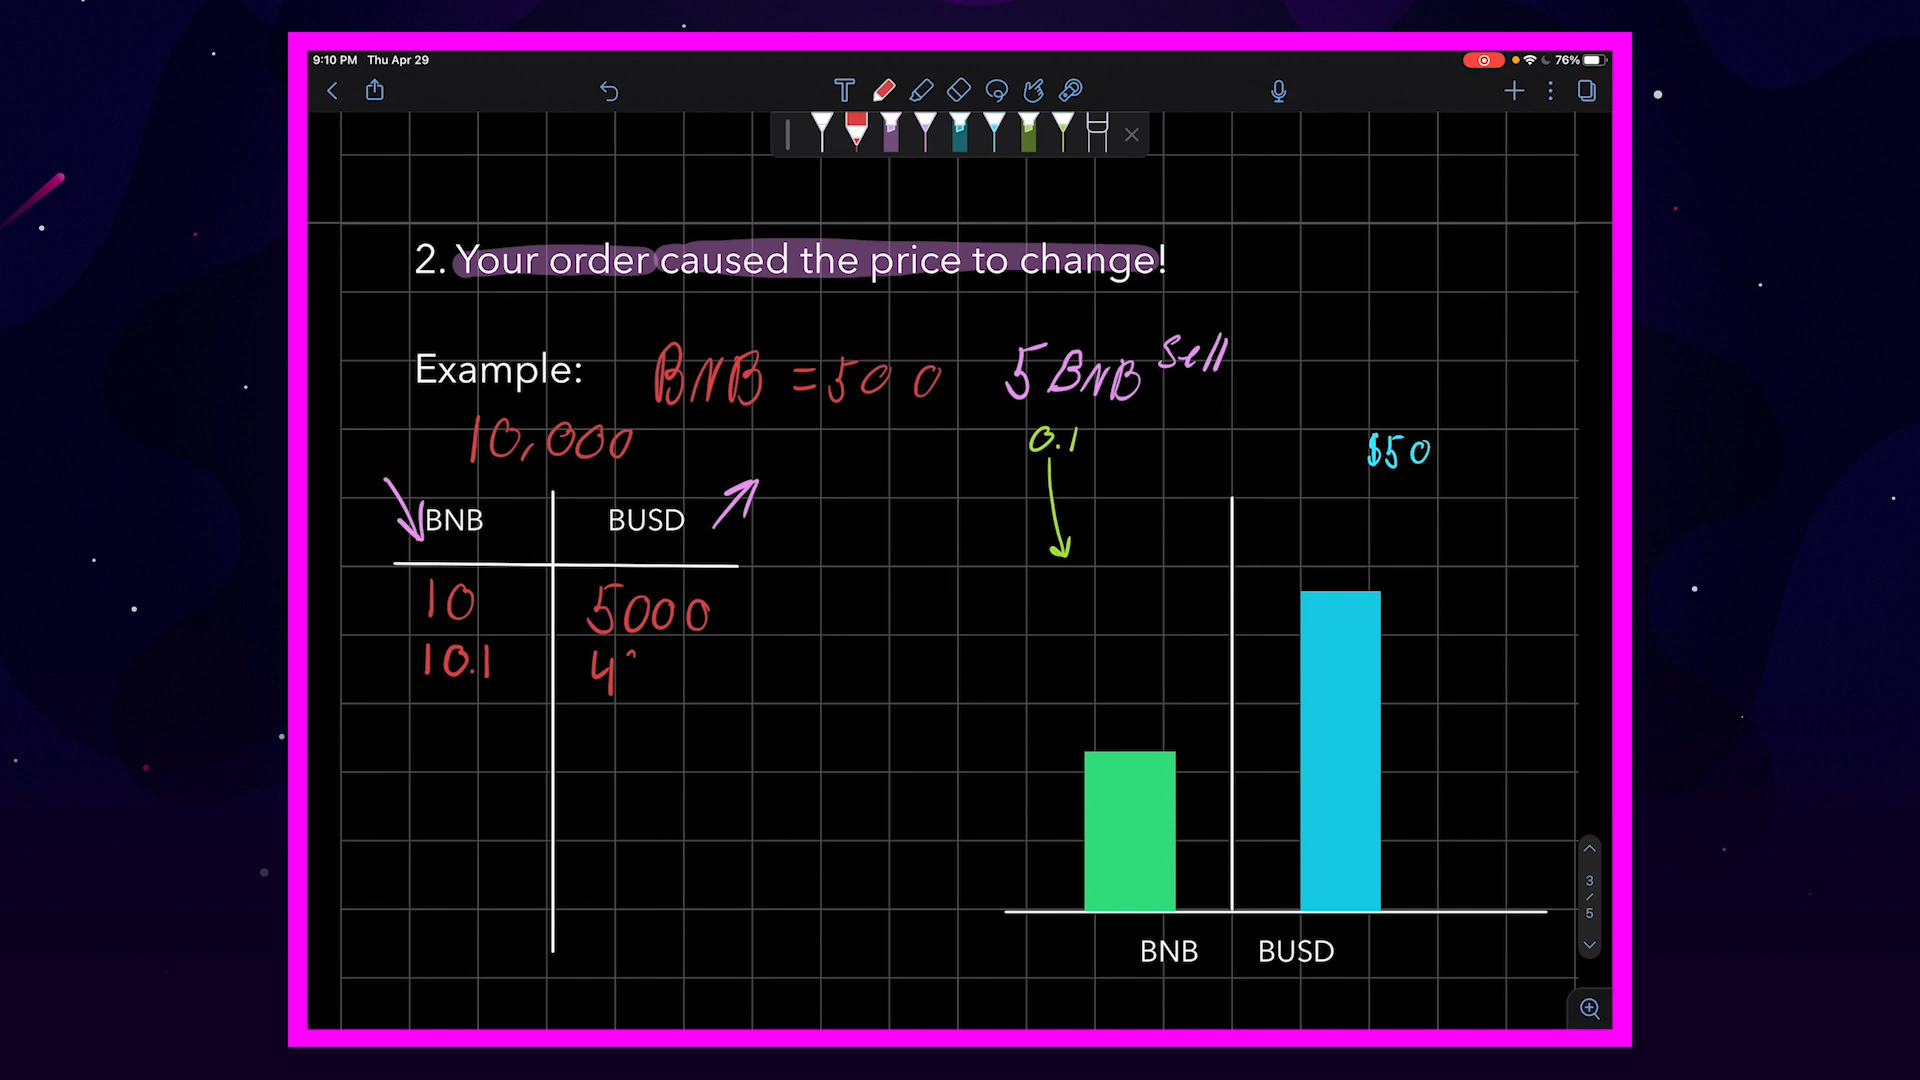 9:10 PM Thu Apr 29
76%
T
2. Your order caused the price to change!
Example:
BNB = 500
5 BNB Sell
10,000
0.1
$50
BNB
BUSD
10
5000
10.1
4
BNB
BUSD
3
/
5